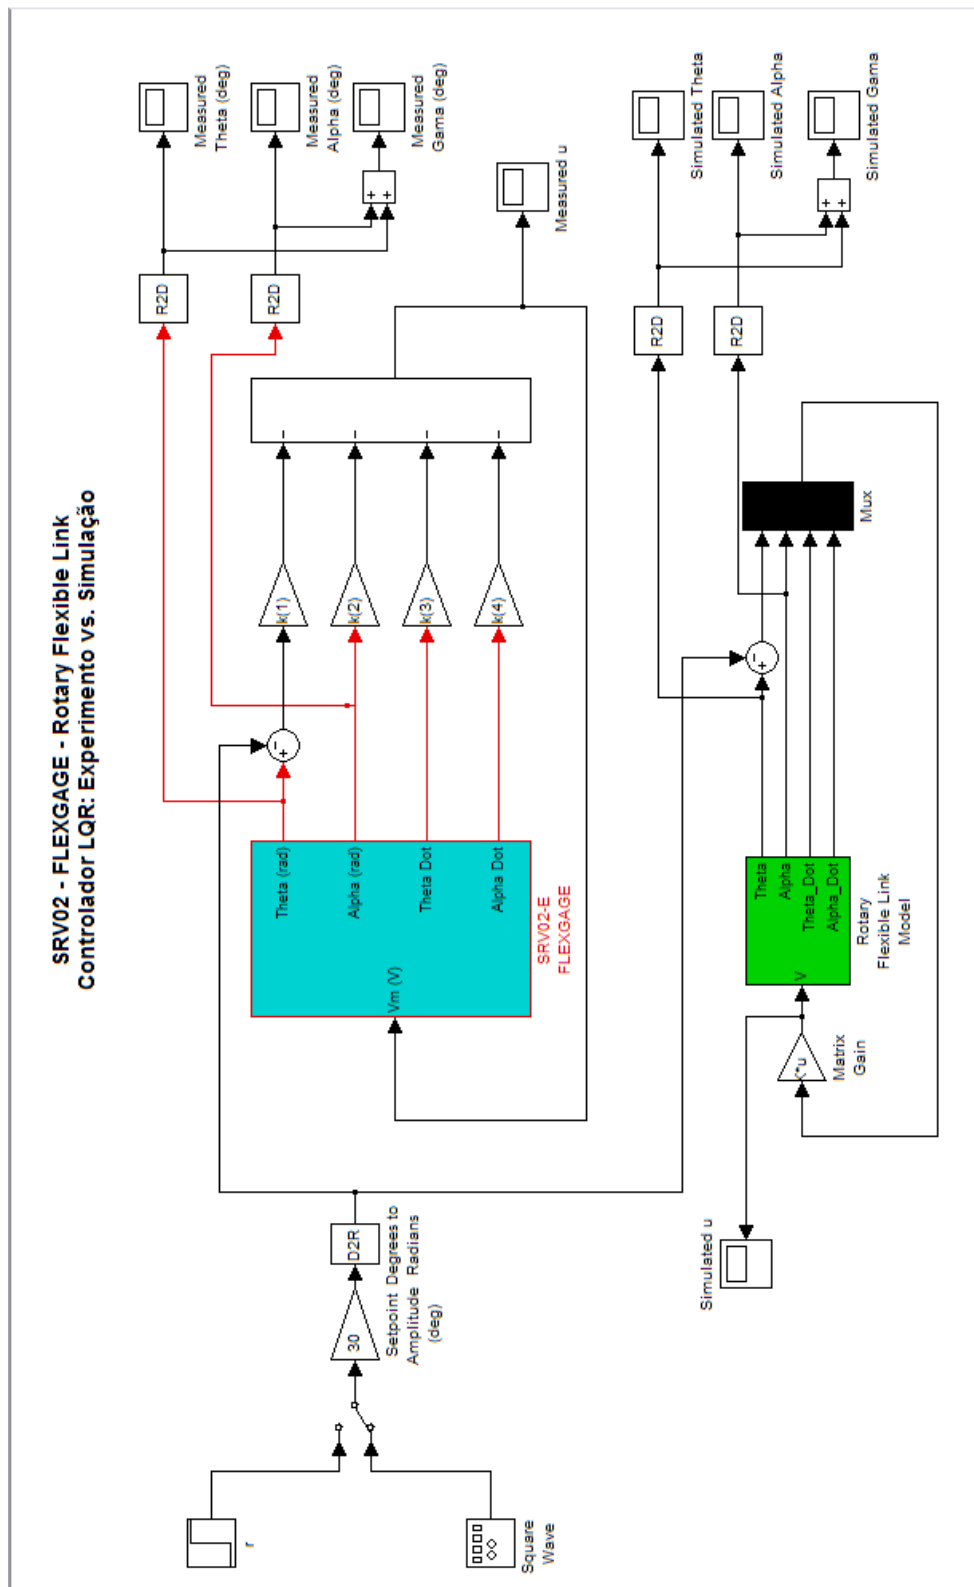 SRV02 - FLEXGAGE - Rotary Flexible Link
Controlador LQR: Experimento vs. Simulação
r
Square
Wave
30
Setpoint
Amplitude
(deg)
D2R
Degrees to
Radians
Vm (V)
Theta (rad)
Alpha (rad)
Theta Dot
Alpha Dot
SRV02-E
FLEXGAGE
+
-
k(1)
k(2)
k(3)
k(4)
-
-
-
-
R2D
R2D
+
+
Measured
Theta (deg)
Measured
Alpha (deg)
Measured
Gama (deg)
Measured u
Simulated u
K*u
Matrix
Gain
V
Theta
Alpha
Theta_Dot
Alpha_Dot
Rotary
Flexible Link
Model
+
-
Mux
R2D
R2D
+
+
Simulated Theta
Simulated Alpha
Simulated Gama